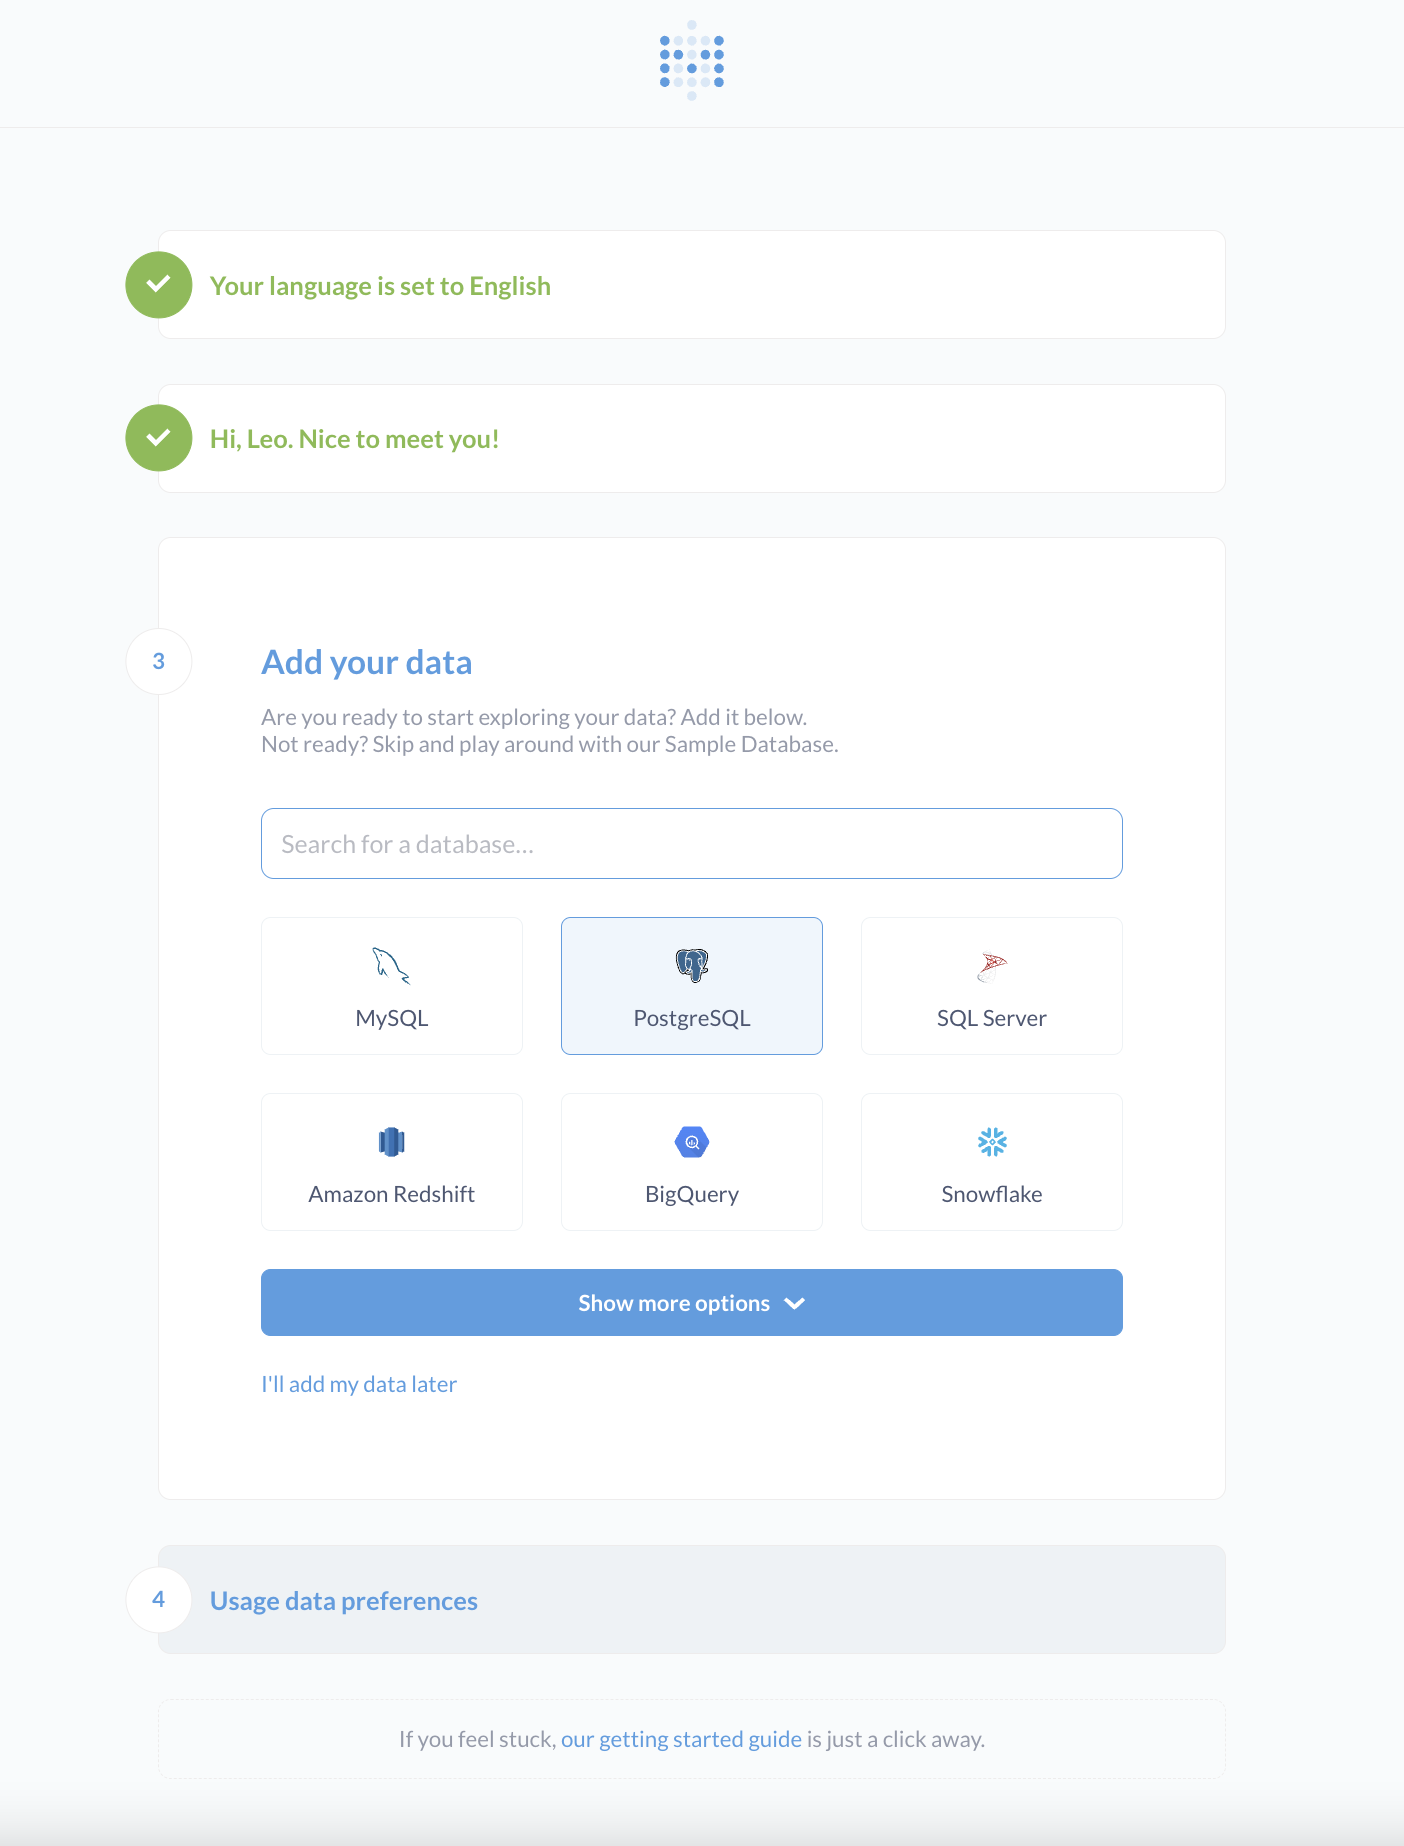 Your language is set to English
Hi, Leo. Nice to meet you!
3
Add your data
Are you ready to start exploring your data? Add it below.
Not ready? Skip and play around with our Sample Database.
Search for a database...
MySQL
PostgreSQL
SQL Server
Amazon Redshift
BigQuery
Snowflake
Show more options
I'll add my data later
4
Usage data preferences
If you feel stuck, our getting started guide is just a click away.